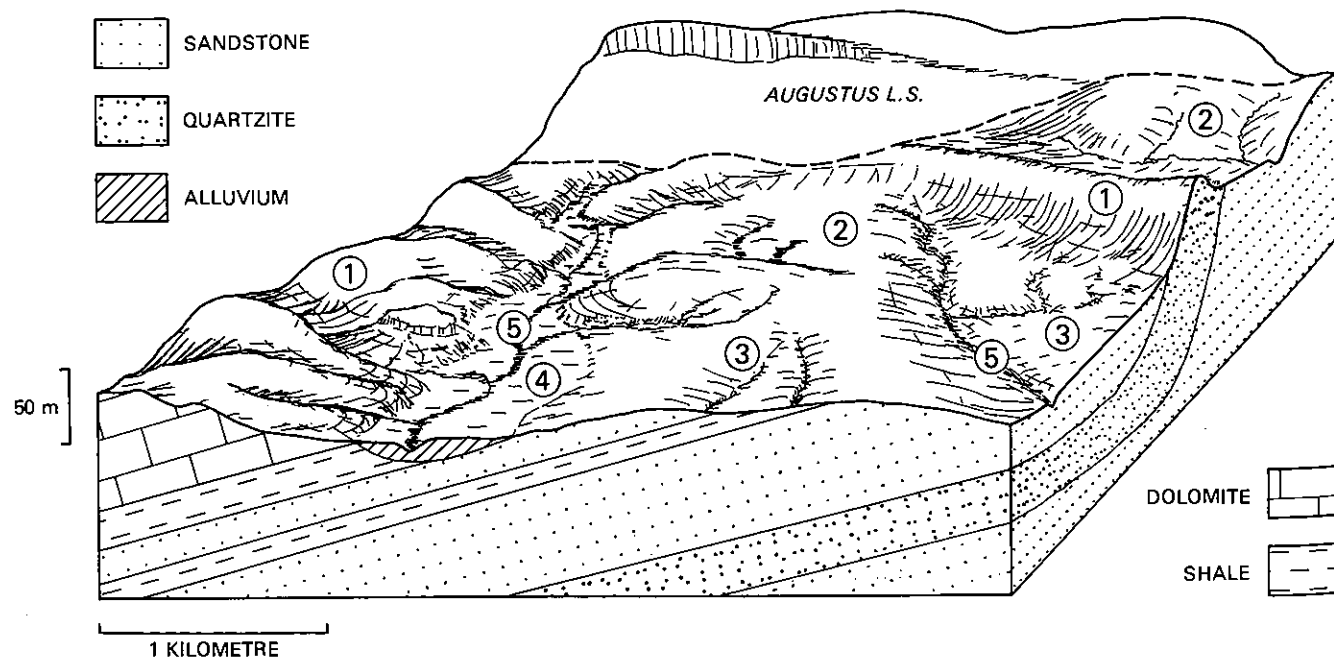 SANDSTONE
QUARTZITE
ALLUVIUM
AUGUSTUS L.S.
2
1
2
1
5
3
3
5
4
50 m
DOLOMITE
SHALE
1 KILOMETRE